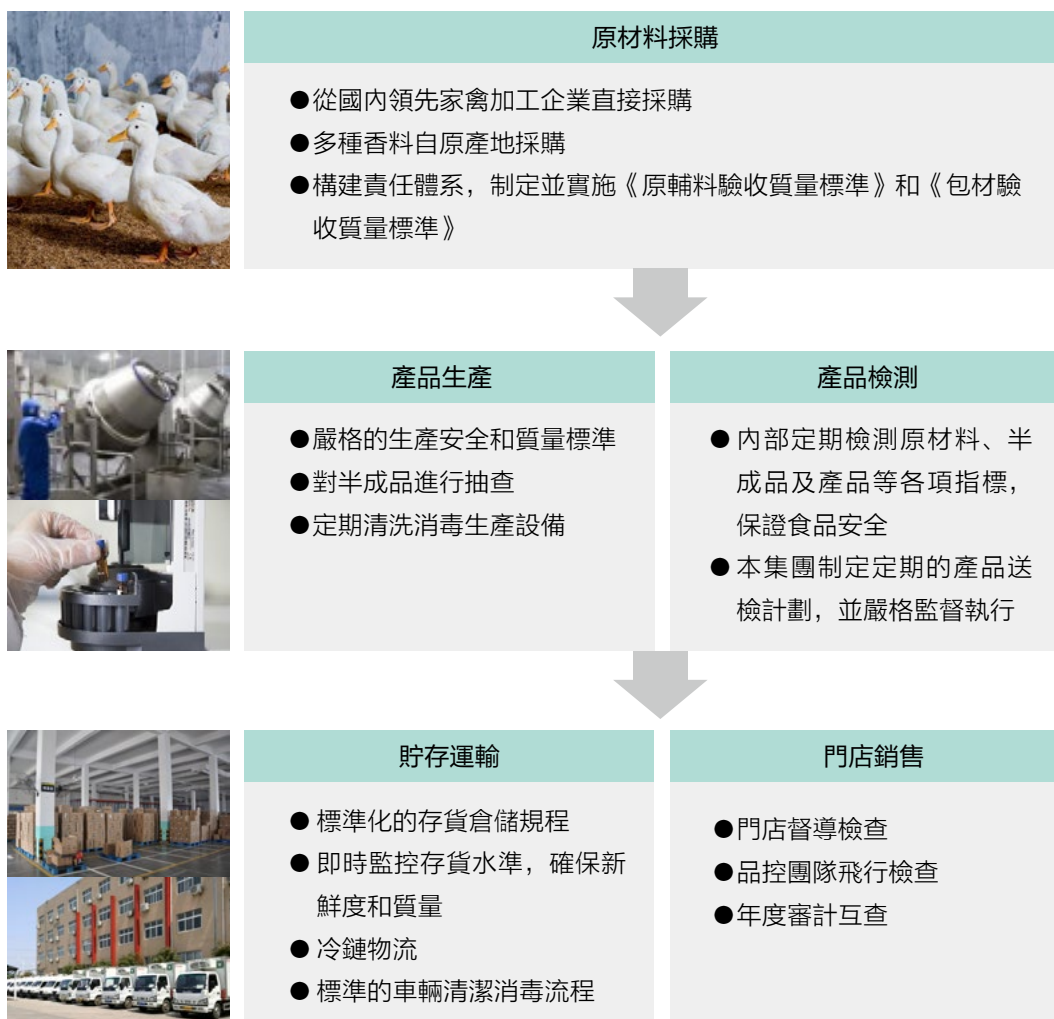 原材料採購
●從國內領先家禽加工企業直接採購
●多種香料自原產地採購
●構建責任體系，制定並實施《原輔料驗收質量標準》和《包材驗
收質量標準》
產品生產
●嚴格的生產安全和質量標準
●對半成品進行抽查
●定期清洗消毒生產設備
產品檢測
●內部定期檢測原材料、半
成品及產品等各項指標，
保證食品安全
●本集團制定定期的產品送
檢計劃，並嚴格監督執行
貯存運輸
●標準化的存貨倉儲規程
●即時監控存貨水準，確保新
鮮度和質量
●冷鏈物流
●標準的車輛清潔消毒流程
門店銷售
●門店督導檢查
●品控團隊飛行檢查
●年度審計互查